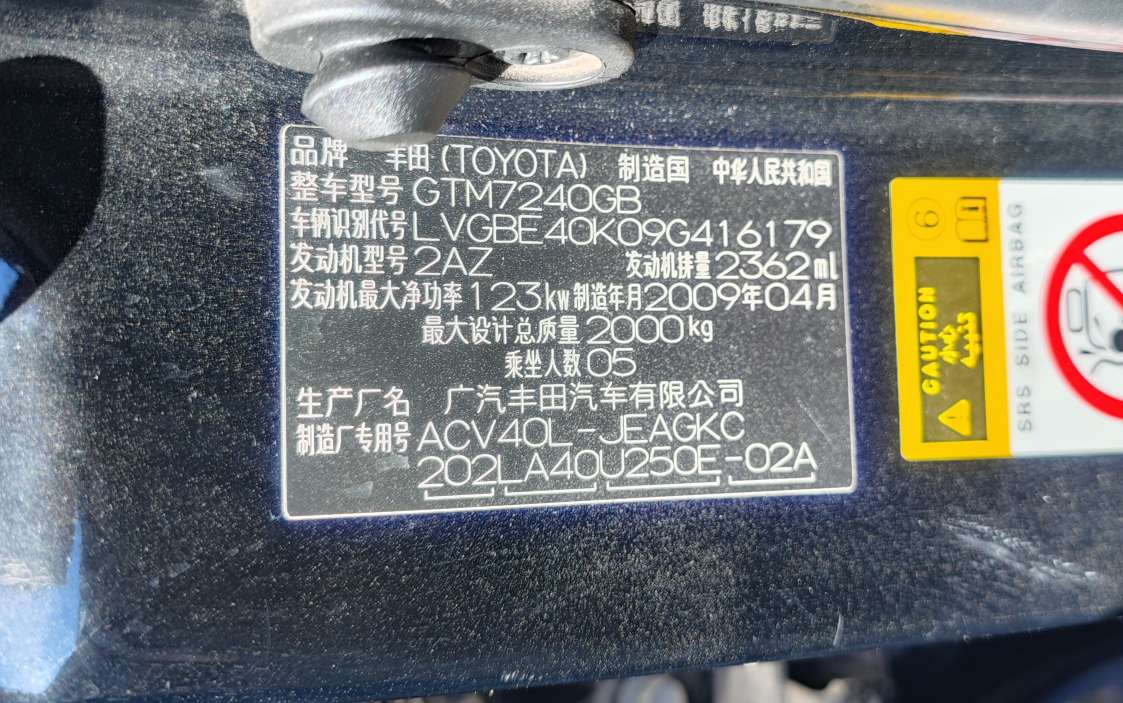 品牌 丰田(TOYOTA) 制造国 中华人民共和国
整车型号 GTM7240GB
车辆识别代号 LVGBE40K09G416179
发动机型号 2AZ 发动机排量 2362ml
发动机最大净功率 123kw 制造年月 2009年04月
最大设计总质量 2000kg
乘坐人数 05
生产厂名 广汽丰田汽车有限公司
制造厂专用号 ACV40L-JEAGKC
202LA40U250E-02A
CAUTION
小心
SRS SIDE AIRBAG